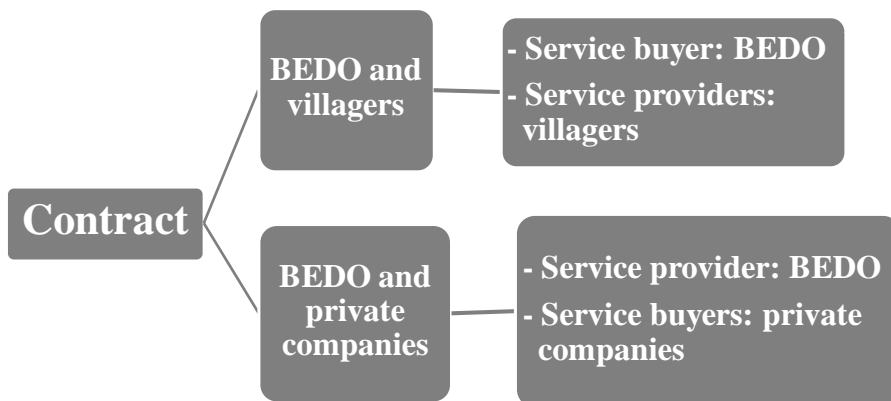 Contract
BEDO and
villagers
- Service buyer: BEDO
- Service providers:
villagers
BEDO and
private
companies
- Service provider: BEDO
- Service buyers: private
companies